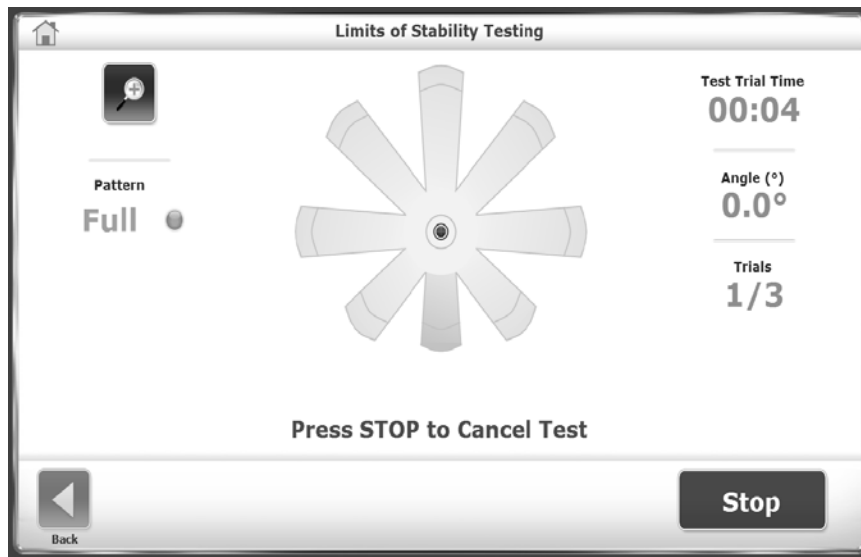 Limits of Stability Testing
Pattern
Full
Test Trial Time
00:04
Angle (°)
0.0°
Trials
1/3
Press STOP to Cancel Test
Back
Stop